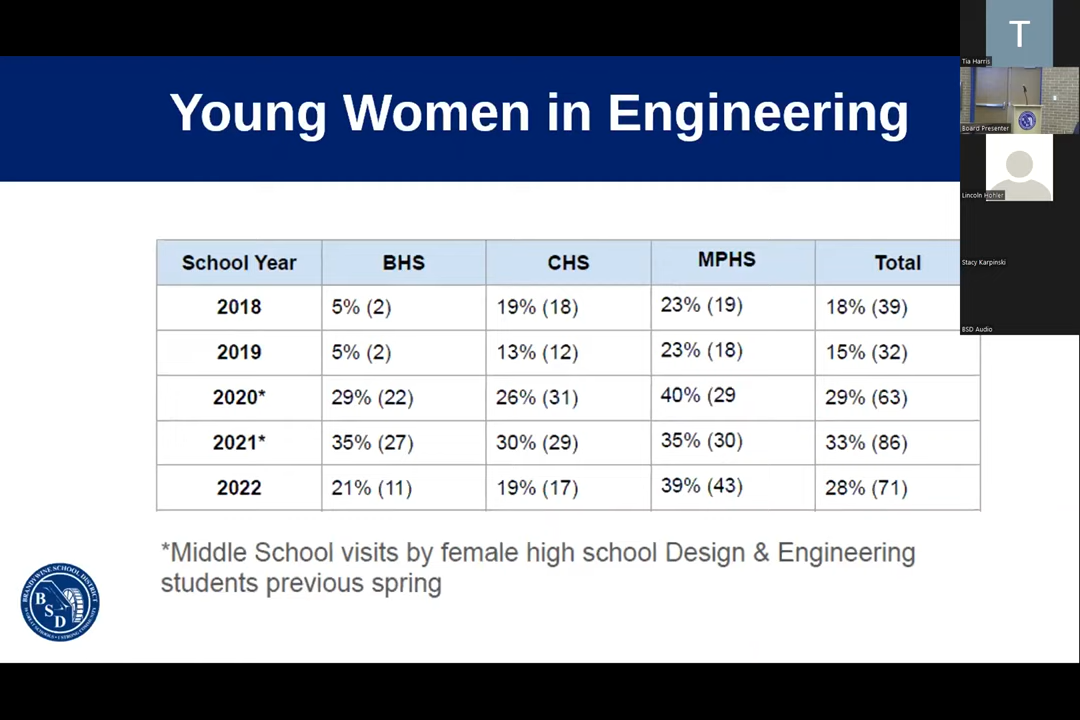 Young Women in Engineering
School Year BHS CHS MPHS Total
2018 5% (2) 19% (18) 23% (19) 18% (39)
2019 5% (2) 13% (12) 23% (18) 15% (32)
2020* 29% (22) 26% (31) 40% (29 29% (63)
2021* 35% (27) 30% (29) 35% (30) 33% (86)
2022 21% (11) 19% (17) 39% (43) 28% (71)
*Middle School visits by female high school Design & Engineering
students previous spring
BRANDYWINE SCHOOL DISTRICT
B
S
D
T
Tia Harris
Board Presenter
Lincoln Hohler
Stacy Karpinski
BSD Audio